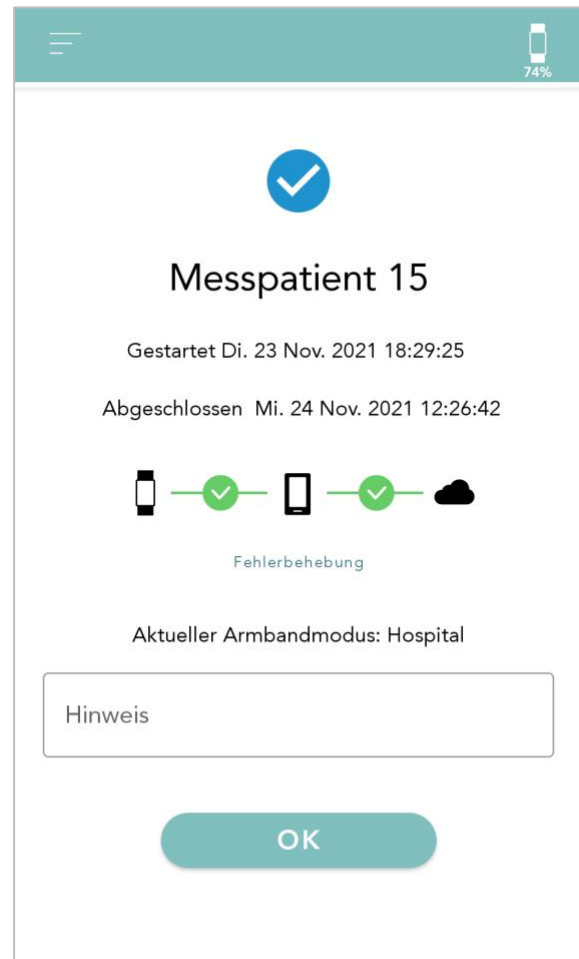 74%
Messpatient 15
Gestartet Di. 23 Nov. 2021 18:29:25
Abgeschlossen Mi. 24 Nov. 2021 12:26:42
Fehlerbehebung
Aktueller Armbandmodus: Hospital
Hinweis
OK